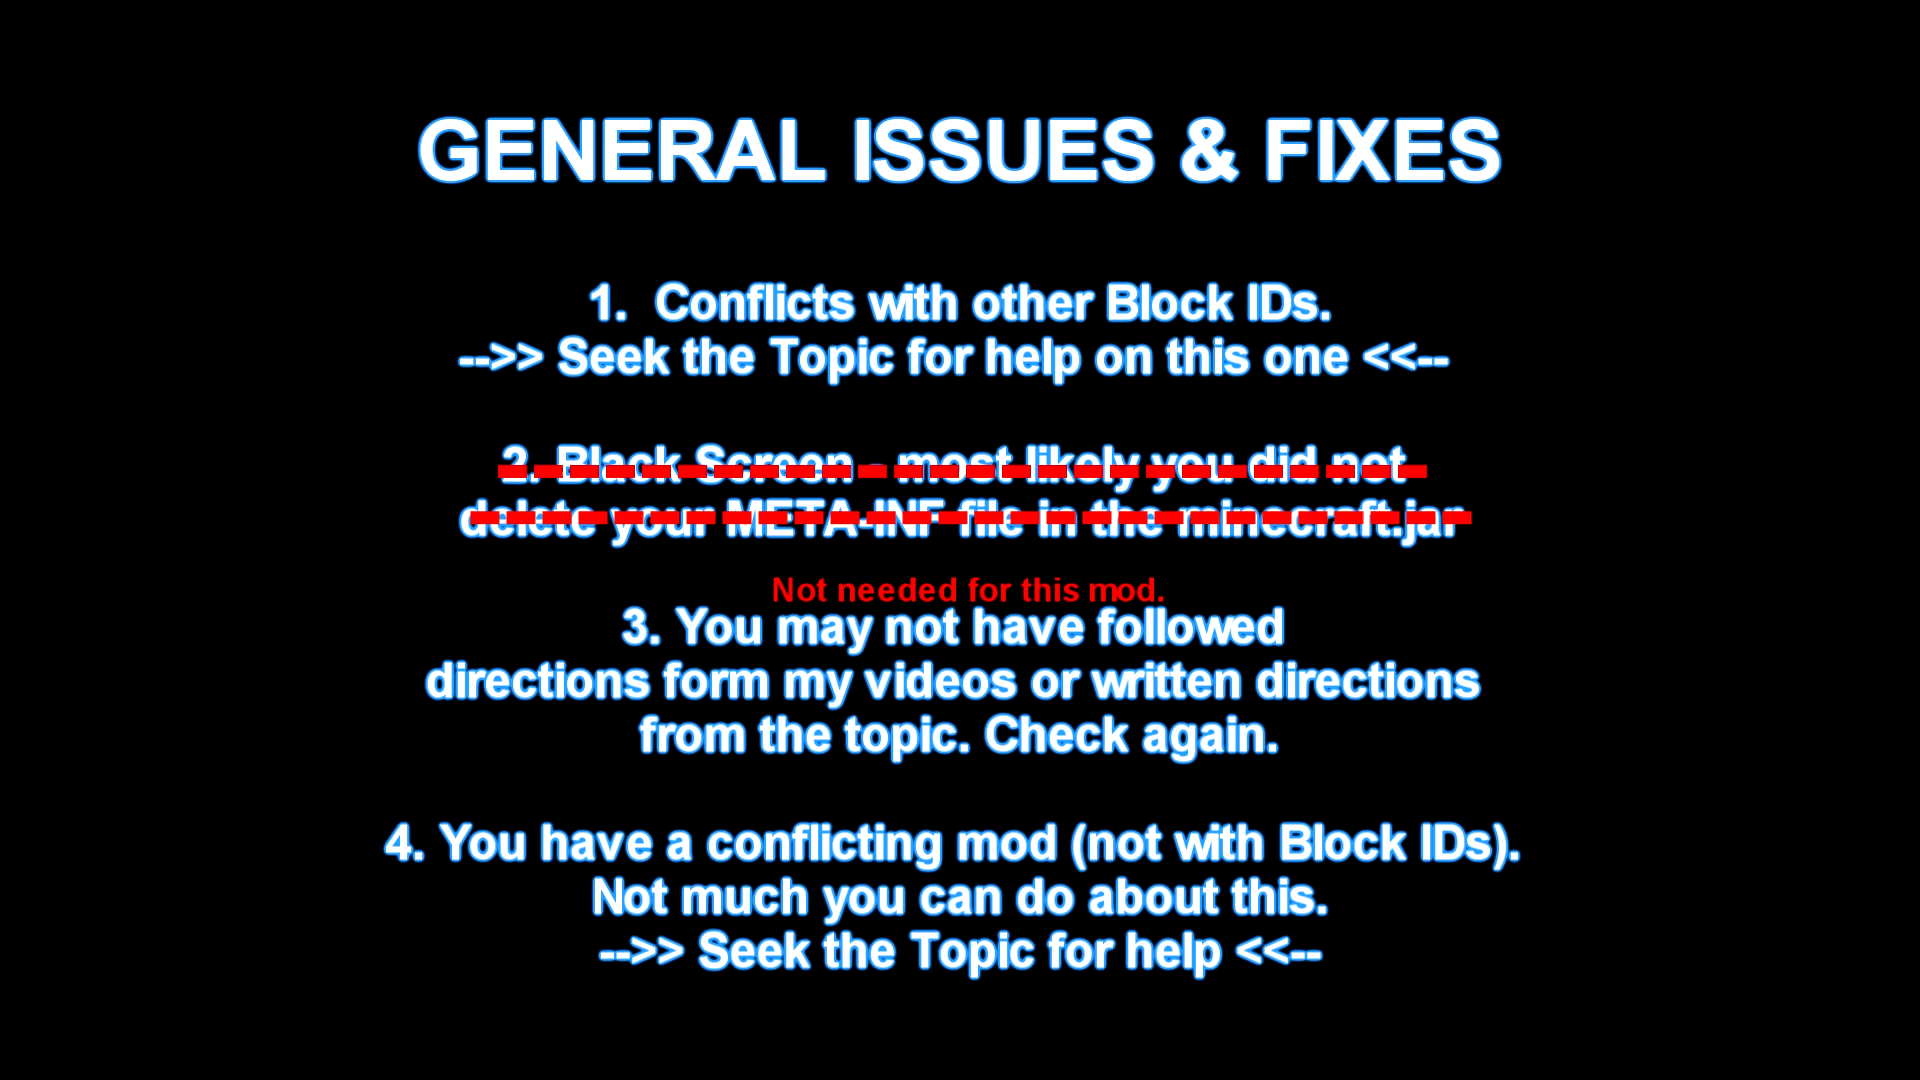 GENERAL ISSUES & FIXES
1. Conflicts with other Block IDs.
-->> Seek the Topic for help on this one <<--
2. Black Screen - most likely you did not
delete your META-INF file in the minecraft.jar
Not needed for this mod.
3. You may not have followed
directions form my videos or written directions
from the topic. Check again.
4. You have a conflicting mod (not with Block IDs).
Not much you can do about this.
-->> Seek the Topic for help <<--